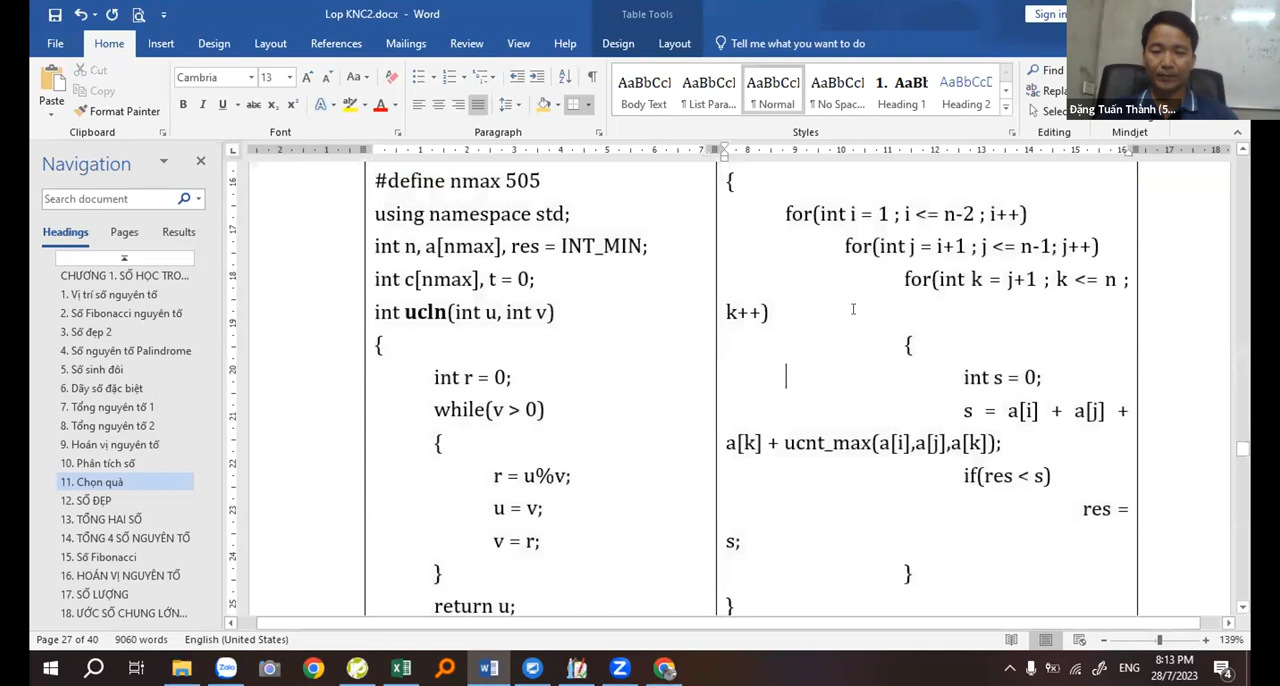 Lop KNC2.docx - Word
Table Tools
Sign in
File
Home
Insert
Design
Layout
References
Mailings
Review
View
Help
Design
Layout
Tell me what you want to do
Paste
Cut
Copy
Format Painter
Clipboard
Cambria
13
Font
Paragraph
AaBbCcI
Body Text
AaBbCc
¶ List Para...
AaBbCcI
¶ Normal
AaBbCcI
¶ No Spac...
1. AaBb
Heading 1
AaBbCcD
Heading 2
Styles
Find
Editing
Mindjet
Đặng Tuấn Thành (5...
Navigation
Search document
Headings
Pages
Results
CHƯƠNG 1. SỐ HỌC TRO...
1. Vị trí số nguyên tố
2. Số Fibonacci nguyên tố
3. Số đẹp 2
4. Số nguyên tố Palindrome
5. Số sinh đôi
6. Dãy số đặc biệt
7. Tổng nguyên tố 1
8. Tổng nguyên tố 2
9. Hoán vị nguyên tố
10. Phân tích số
11. Chọn quà
12. SỐ ĐẸP
13. TỔNG HAI SỐ
14. TỔNG 4 SỐ NGUYÊN TỐ
15. Số Fibonacci
16. HOÁN VỊ NGUYÊN TỐ
17. SỐ LƯỢNG
18. ƯỚC SỐ CHUNG LỚN...
#define nmax 505
using namespace std;
int n, a[nmax], res = INT_MIN;
int c[nmax], t = 0;
int ucln(int u, int v)
{
int r = 0;
while(v > 0)
{
r = u%v;
u = v;
v = r;
}
return u;
{
for(int i = 1 ; i <= n-2 ; i++)
for(int j = i+1 ; j <= n-1; j++)
for(int k = j+1 ; k <= n ;
k++)
{
int s = 0;
s = a[i] + a[j] +
a[k] + ucnt_max(a[i],a[j],a[k]);
if(res < s)
res =
s;
}
}
Page 27 of 40
9060 words
English (United States)
139%
ENG
8:13 PM
28/7/2023